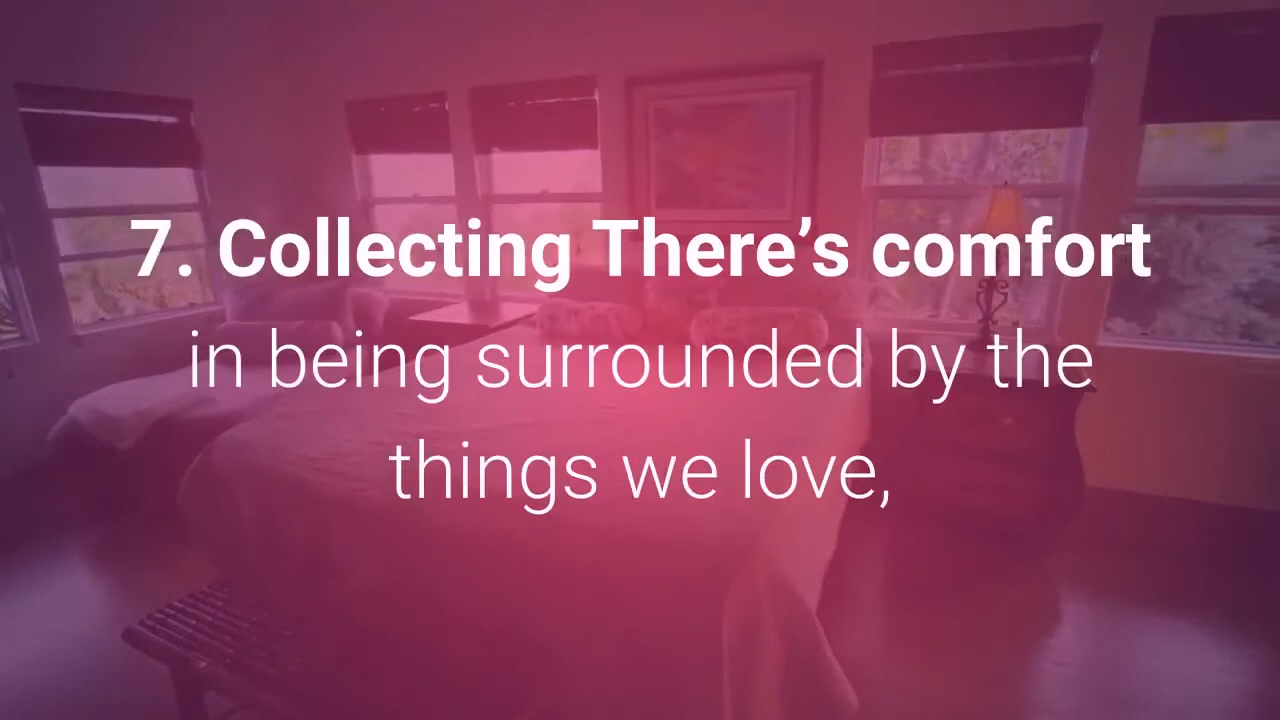 7. Collecting There’s comfort
in being surrounded by the
things we love,